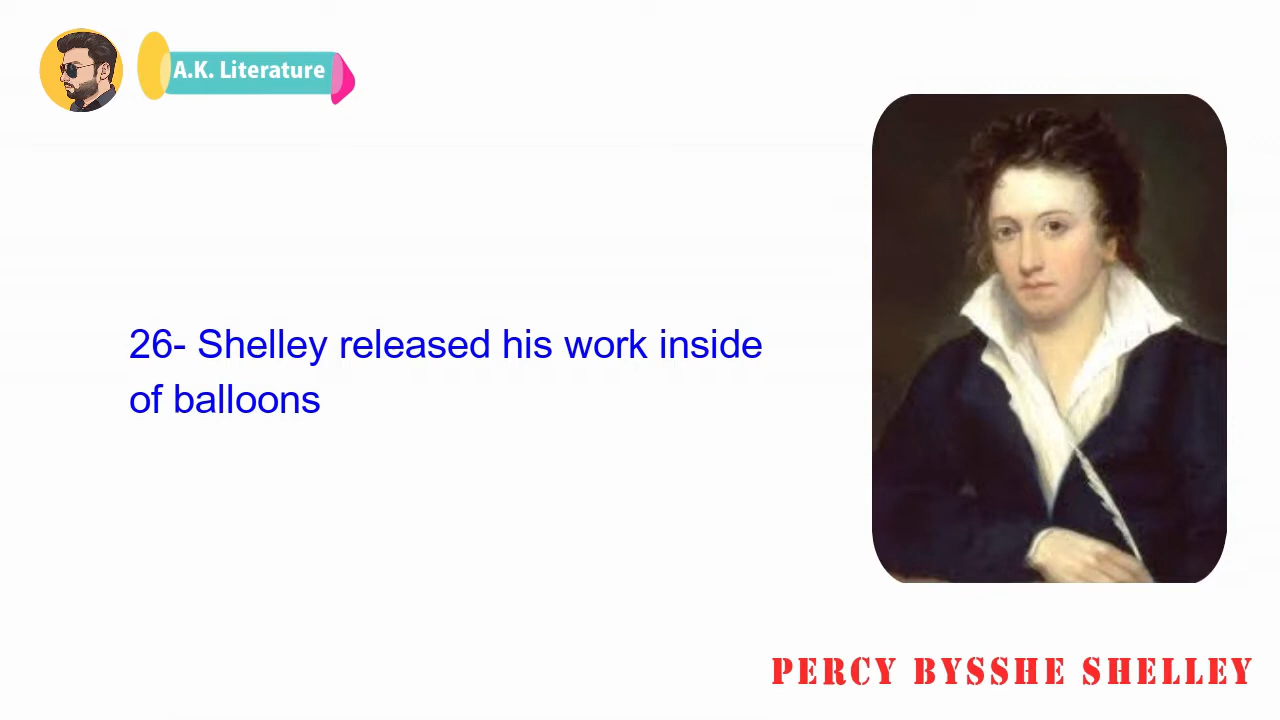 A.K. Literature
26- Shelley released his work inside
of balloons
PERCY BYSSHE SHELLEY